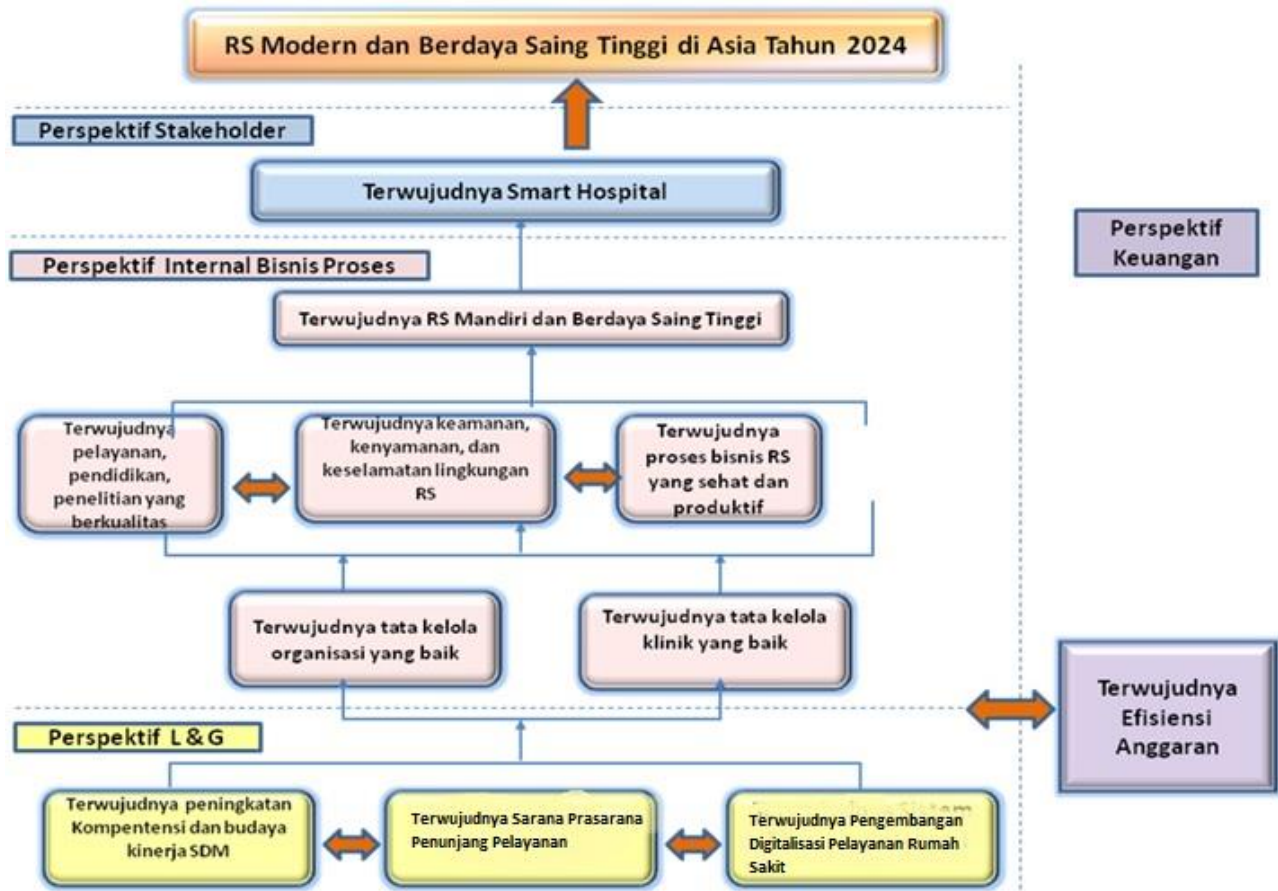 RS Modern dan Berdaya Saing Tinggi di Asia Tahun 2024
Perspektif Stakeholder
Terwujudnya Smart Hospital
Perspektif
Keuangan
Perspektif Internal Bisnis Proses
Terwujudnya RS Mandiri dan Berdaya Saing Tinggi
Terwujudnya
pelayanan,
pendidikan,
penelitian yang
berkualitas
Terwujudnya keamanan,
kenyamanan, dan
keselamatan lingkungan
RS
Terwujudnya
proses bisnis RS
yang sehat dan
produktif
Terwujudnya tata kelola
organisasi yang baik
Terwujudnya tata kelola
klinik yang baik
Terwujudnya
Efisiensi
Anggaran
Perspektif L & G
Terwujudnya peningkatan
Kompentensi dan budaya
kinerja SDM
Terwujudnya Sarana Prasarana
Penunjang Pelayanan
Terwujudnya Pengembangan
Digitalisasi Pelayanan Rumah
Sakit